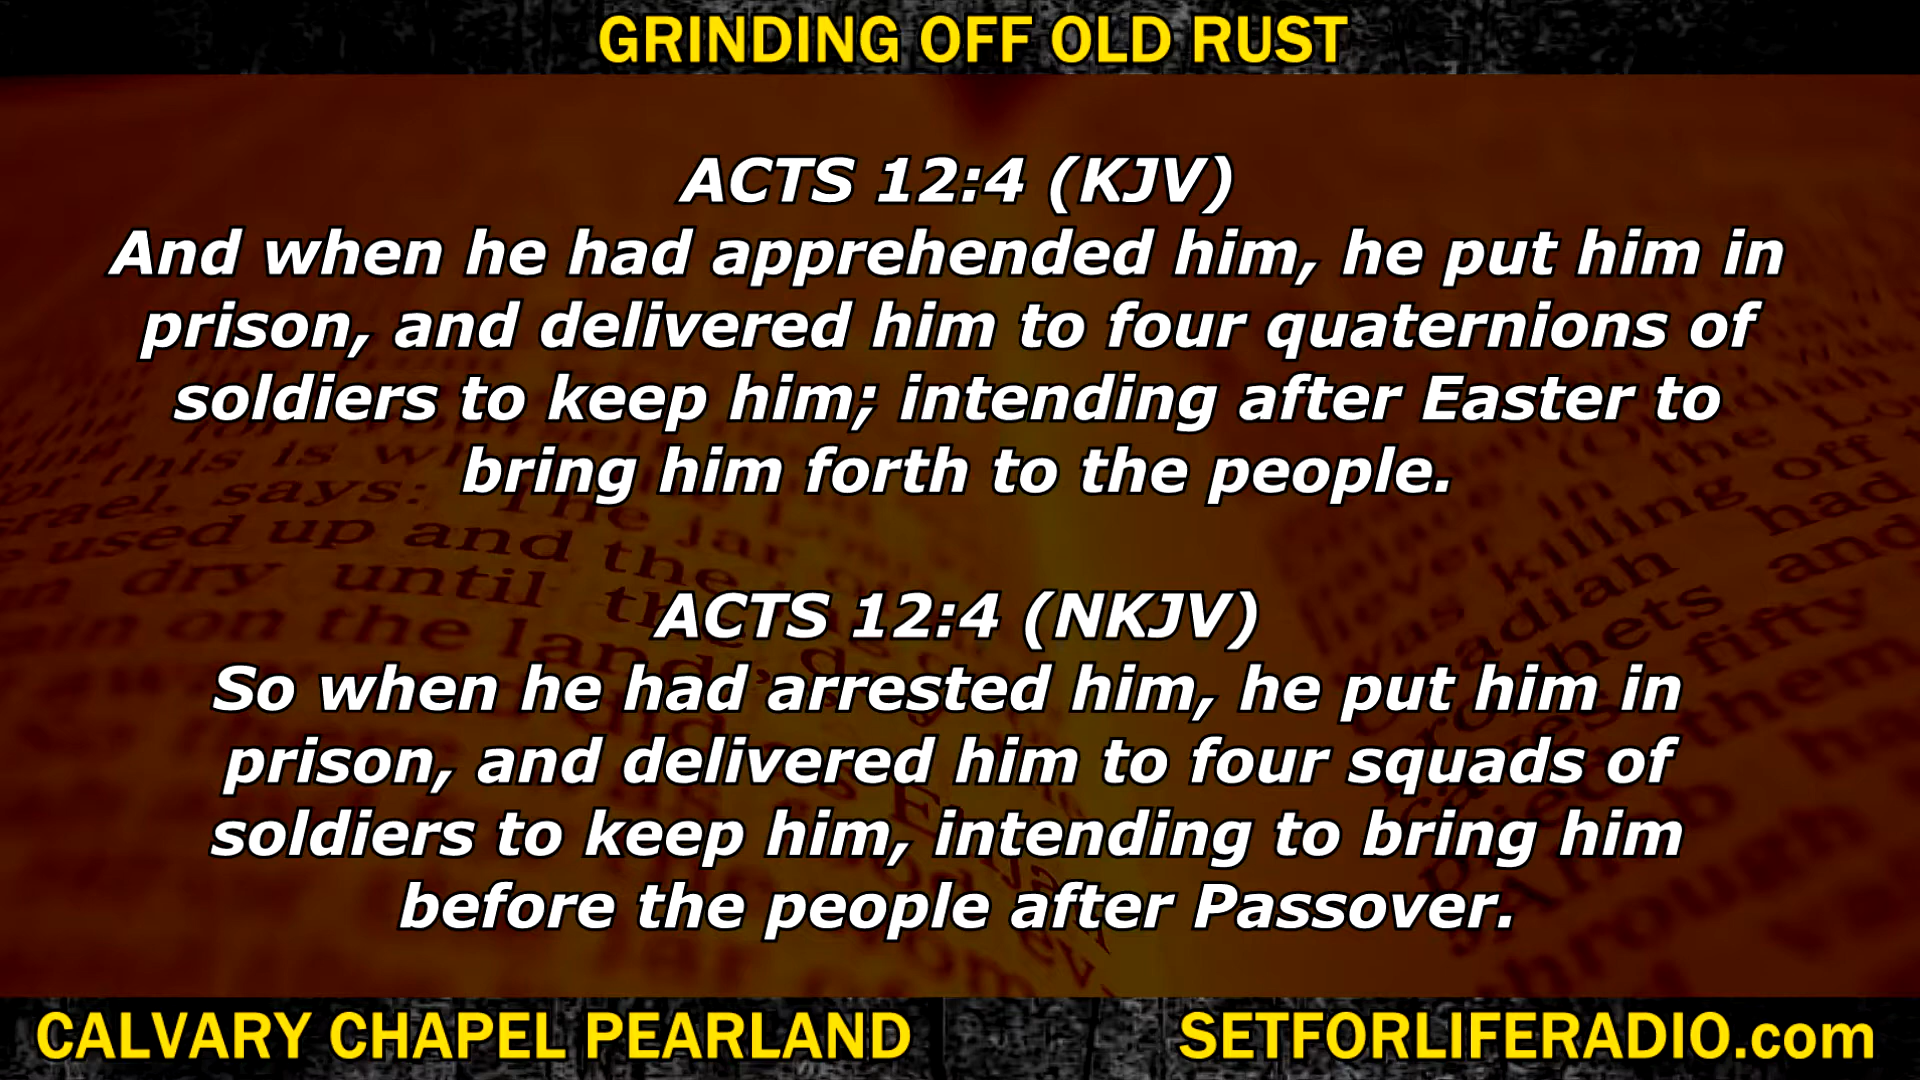 GRINDING OFF OLD RUST
ACTS 12:4 (KJV)
And when he had apprehended him, he put him in
prison, and delivered him to four quaternions of
soldiers to keep him; intending after Easter to
bring him forth to the people.
ACTS 12:4 (NKJV)
So when he had arrested him, he put him in
prison, and delivered him to four squads of
soldiers to keep him, intending to bring him
before the people after Passover.
CALVARY CHAPEL PEARLAND
SETFORLIFERADIO.com